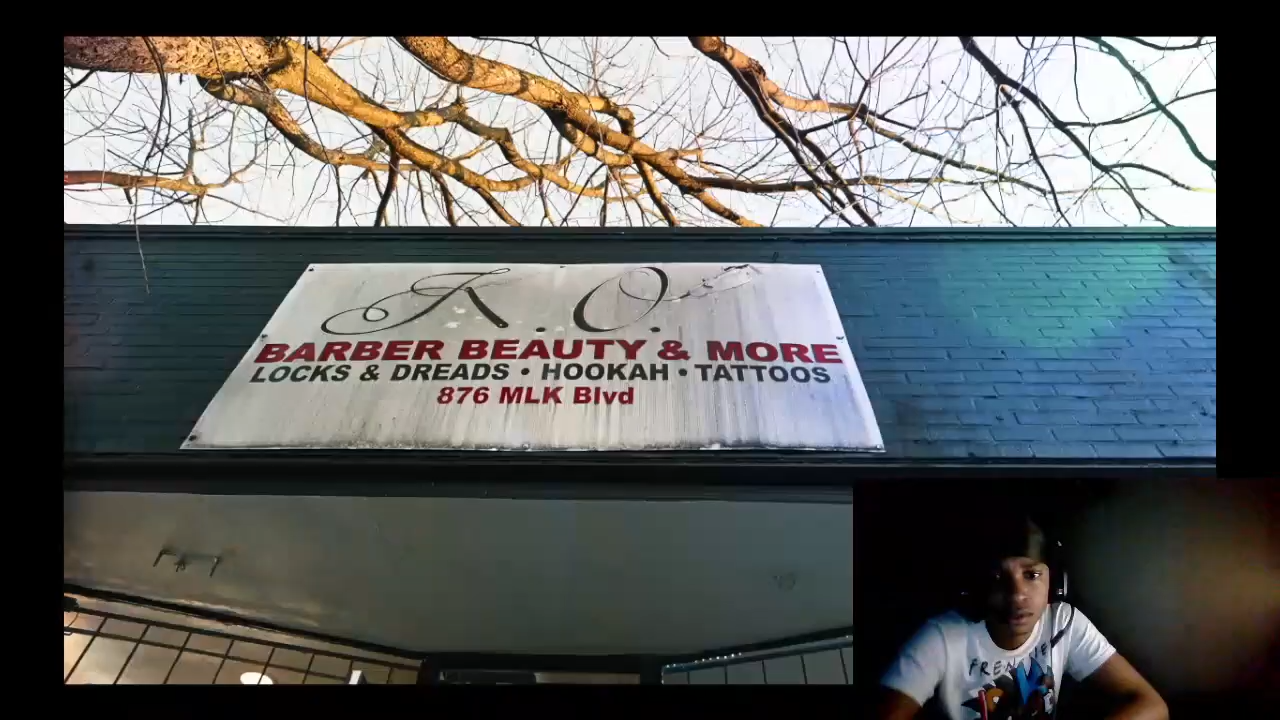 K.O.
BARBER BEAUTY & MORE
LOCKS & DREADS • HOOKAH • TATTOOS
876 MLK Blvd